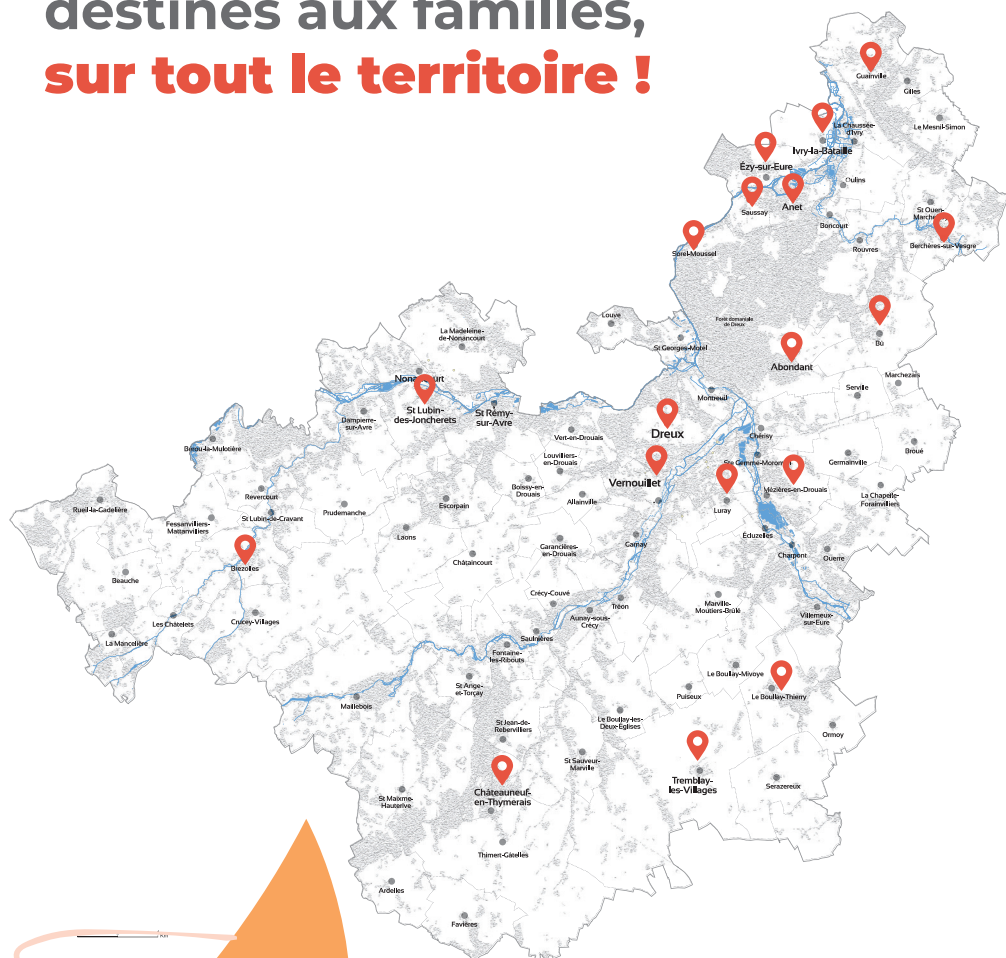 destinés aux familles,
sur tout le territoire !
Guainville
Gilles
La Chaussée-
d'Ivry
Le Mesnil-Simon
Ivry-la-Bataille
Ézy-sur-Eure
Oulins
Saussay
Anet
St Ouen-
Boncourt
Berchères-sur-Vesgre
Rouvres
Sorel-Moussel
Forêt domaniale
de Dreux
Louye
La Madeleine-
de-Nonancourt
Bû
St Georges-Motel
Abondant
Marchezais
Nonancourt
Serville
Montreuil
St Lubin-
des-Joncherets
St Rémy-
sur-Avre
Dampierre-
sur-Avre
Dreux
Vert-en-Drouais
Chérisy
Broué
Bérou-la-Mulotière
Louvilliers-
en-Drouais
Ste Gemme-Moronval
Germainville
Vernouillet
Mézières-en-Drouais
Boissy-en-
Drouais
Revercourt
La Chapelle-
Forainvilliers
Allainville
Escorpain
Luray
Rueil-la-Gadelière
Prudemanche
St Lubin-de-Cravant
Fessanvilliers-
Mattanvilliers
Laons
Écluzelles
Garnay
Garancières-
en-Drouais
Charpont
Ouerre
Châtaincourt
Brezolles
Beauche
Crécy-Couvé
Marville-
Moutiers-Brûlé
Tréon
Villemeux-
sur-Eure
Aunay-sous-
Crécy
Les Châtelets
Crucey-Villages
Saulnières
La Mancelière
Fontaine-
les-Ribouts
Le Boullay-Mivoye
St Ange-
et-Torçay
Puiseux
Le Boullay-Thierry
Maillebois
Le Boullay-les-
Deux-Eglises
St Jean-de-
Rebervilliers
Ormoy
St Sauveur-
Marville
Tremblay-
les-Villages
Serazereux
Châteauneuf-
en-Thymerais
St Maixme-
Hauterive
Thimert-Gâtelles
Ardelles
Favières